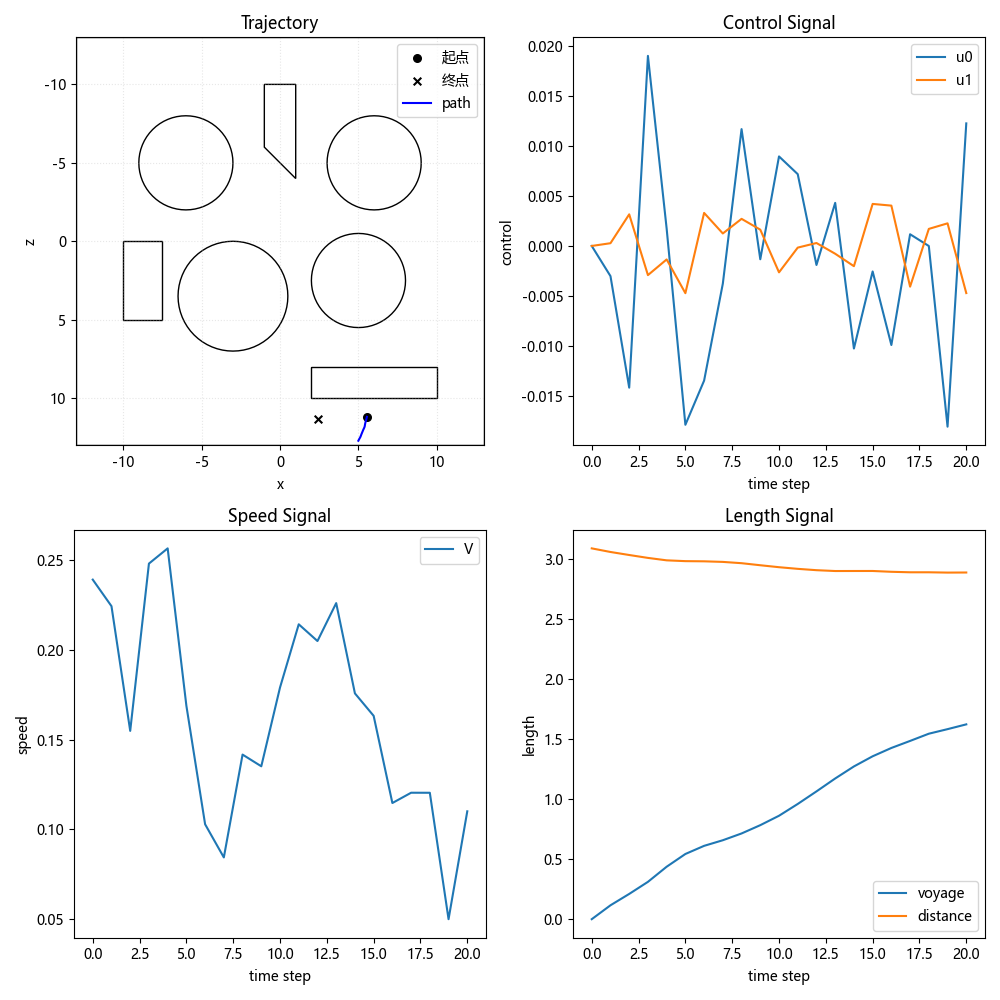 Trajectory
-10
-5
0
5
10
z
-10
-5
0
5
10
x
起点
终点
path
Control Signal
0.020
0.015
0.010
0.005
0.000
-0.005
-0.010
-0.015
control
0.0
2.5
5.0
7.5
10.0
12.5
15.0
17.5
20.0
time step
u0
u1
Speed Signal
0.25
0.20
0.15
0.10
0.05
speed
0.0
2.5
5.0
7.5
10.0
12.5
15.0
17.5
20.0
time step
V
Length Signal
3.0
2.5
2.0
1.5
1.0
0.5
0.0
length
0.0
2.5
5.0
7.5
10.0
12.5
15.0
17.5
20.0
time step
voyage
distance